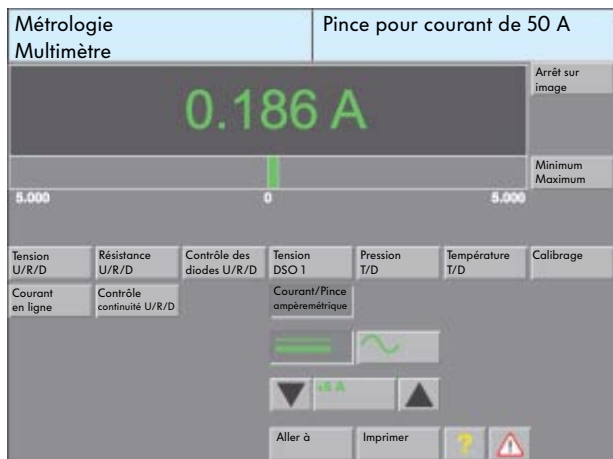 Métrologie
Multimètre
Pince pour courant de 50 A
0.186 A
Arrêt sur
image
Minimum
Maximum
5.000 0 5.000
Tension
U/R/D
Résistance
U/R/D
Contrôle des
diodes U/R/D
Tension
DSO 1
Pression
T/D
Température
T/D
Calibrage
Courant
en ligne
Contrôle
continuité U/R/D
Courant/Pince
ampèremétrique
±5 A
Aller à
Imprimer
?